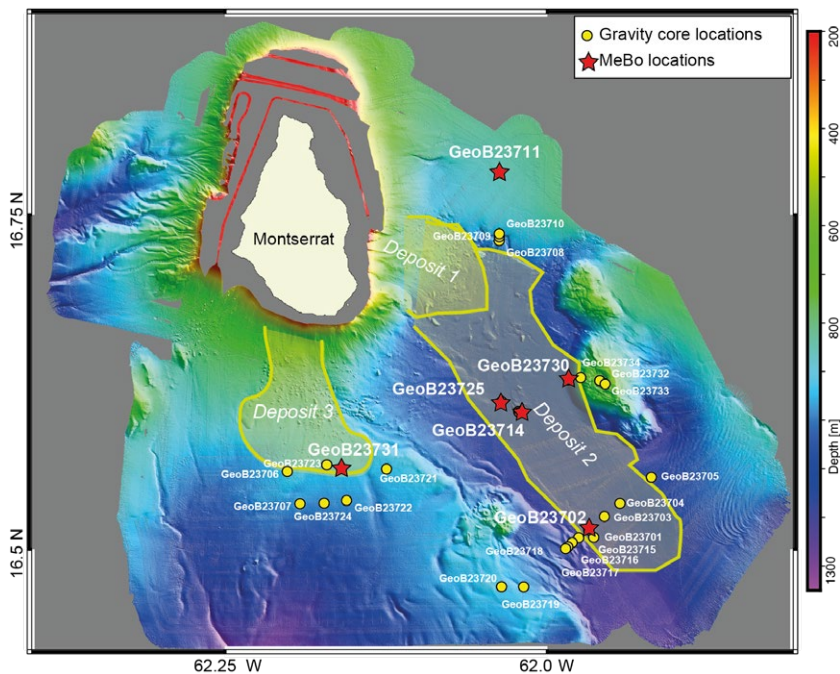 Gravity core locations
MeBo locations
200
400
600
800
1300
Depth [m]
16.75 N
16.5 N
62.25 W
62.0 W
Montserrat
GeoB23711
GeoB23710
GeoB23709
GeoB23708
Deposit 1
GeoB23730
GeoB23734
GeoB23732
GeoB23733
GeoB23725
GeoB23714
Deposit 2
Deposit 3
GeoB23731
GeoB23723
GeoB23706
GeoB23721
GeoB23707
GeoB23722
GeoB23724
GeoB23705
GeoB23704
GeoB23703
GeoB23702
GeoB23701
GeoB23718
GeoB23715
GeoB23716
GeoB23717
GeoB23720
GeoB23719